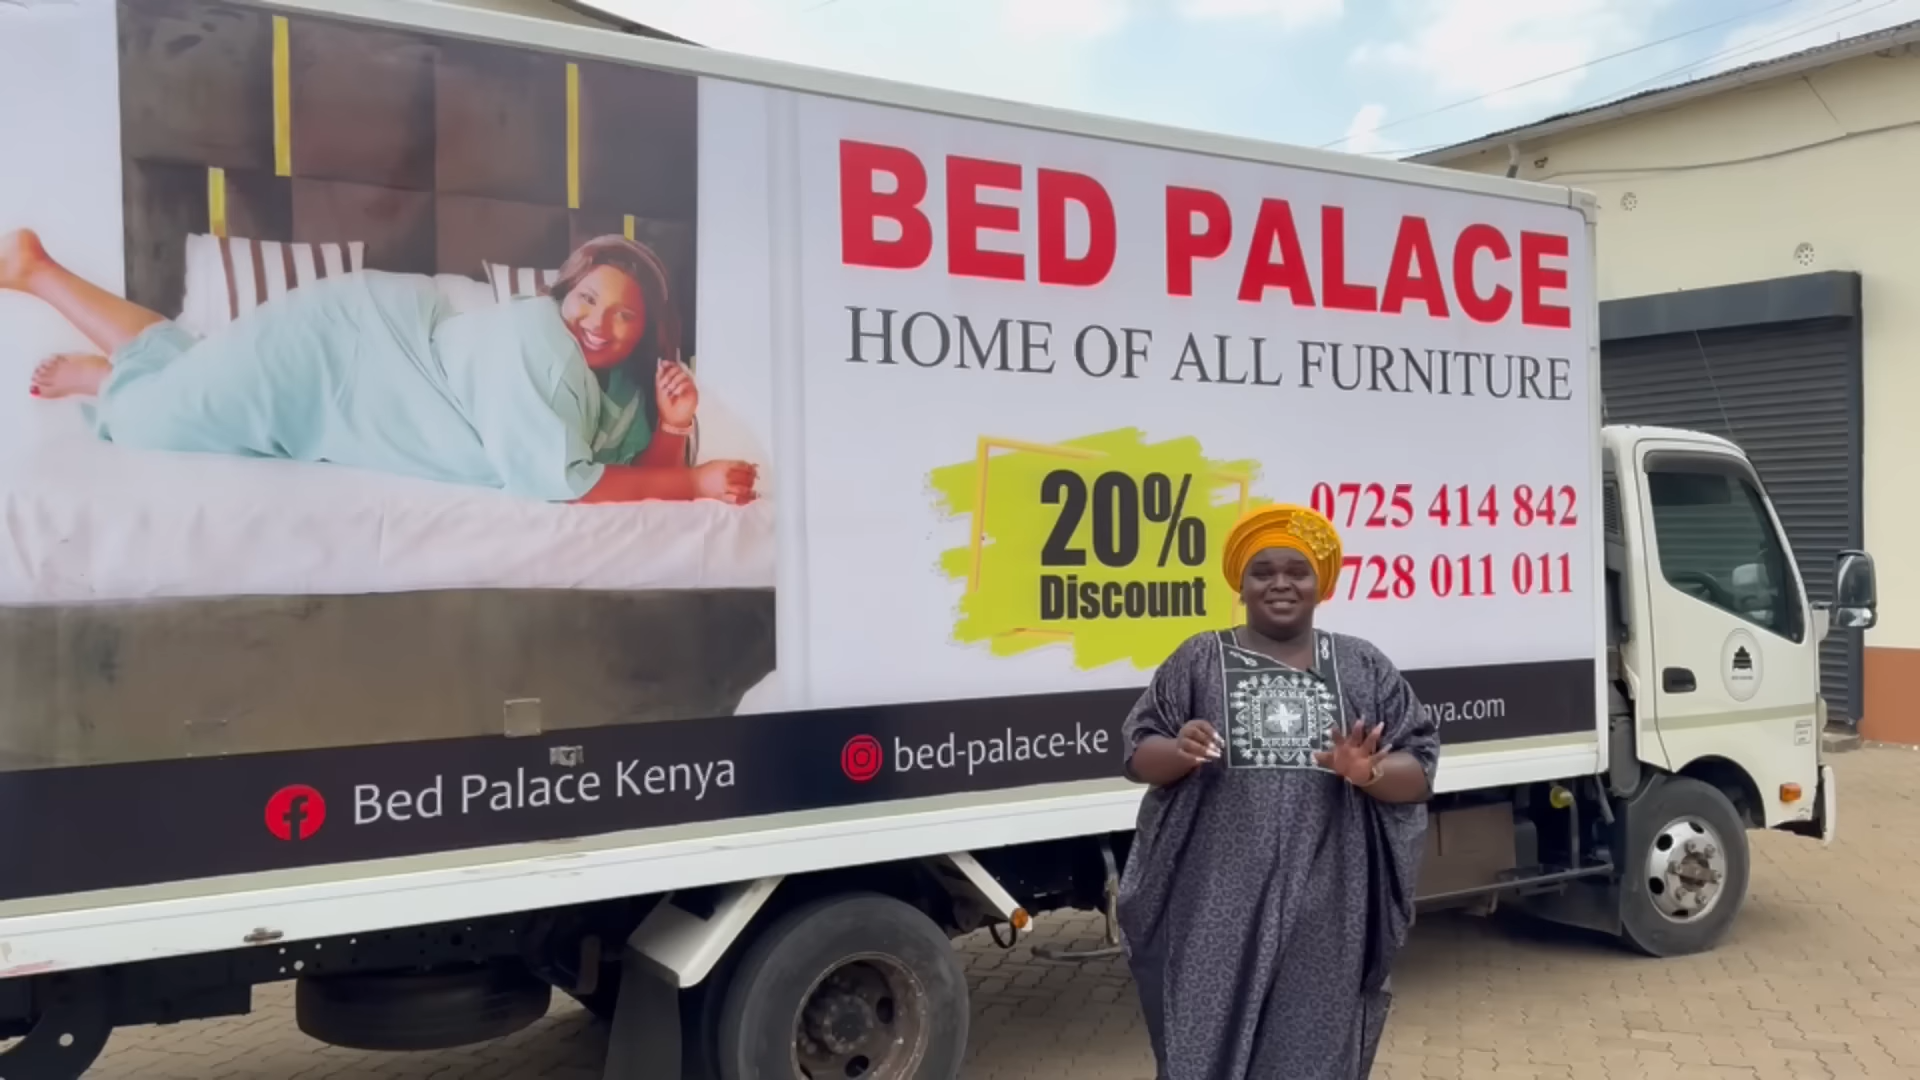 BED PALACE
HOME OF ALL FURNITURE
20%
Discount
0725 414 842
728 011 011
Bed Palace Kenya
bed-palace-ke
nya.com